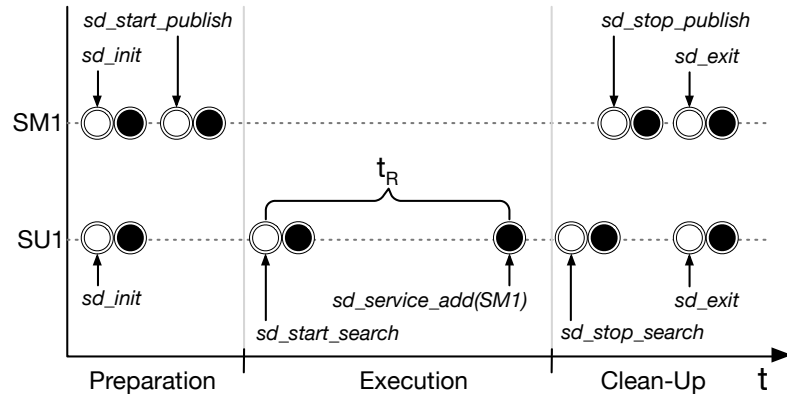 sd_start_publish
sd_stop_publish
sd_init
sd_exit
SM1
t_R
SU1
sd_init
sd_service_add(SM1)
sd_exit
sd_start_search
sd_stop_search
Preparation
Execution
Clean-Up
t